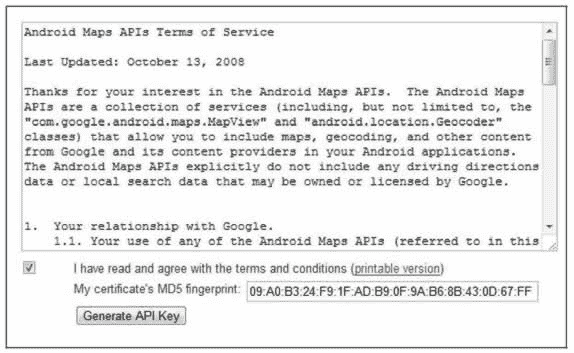 Android Maps APIs Terms of Service
Last Updated: October 13, 2008
Thanks for your interest in the Android Maps APIs.  The Android Maps
APIs are a collection of services (including, but not limited to, the
"com.google.android.maps.MapView" and "android.location.Geocoder"
classes) that allow you to include maps, geocoding, and other content
from Google and its content providers in your Android applications.
The Android Maps APIs explicitly do not include any driving directions
data or local search data that may be owned or licensed by Google.
1.  Your relationship with Google.
1.1. Your use of any of the Android Maps APIs (referred to in this
I have read and agree with the terms and conditions (printable version)
My certificate's MD5 fingerprint: 09:A0:B3:24:F9:1F:AD:B9:0F:9A:B6:8B:43:0D:67:FF
Generate API Key